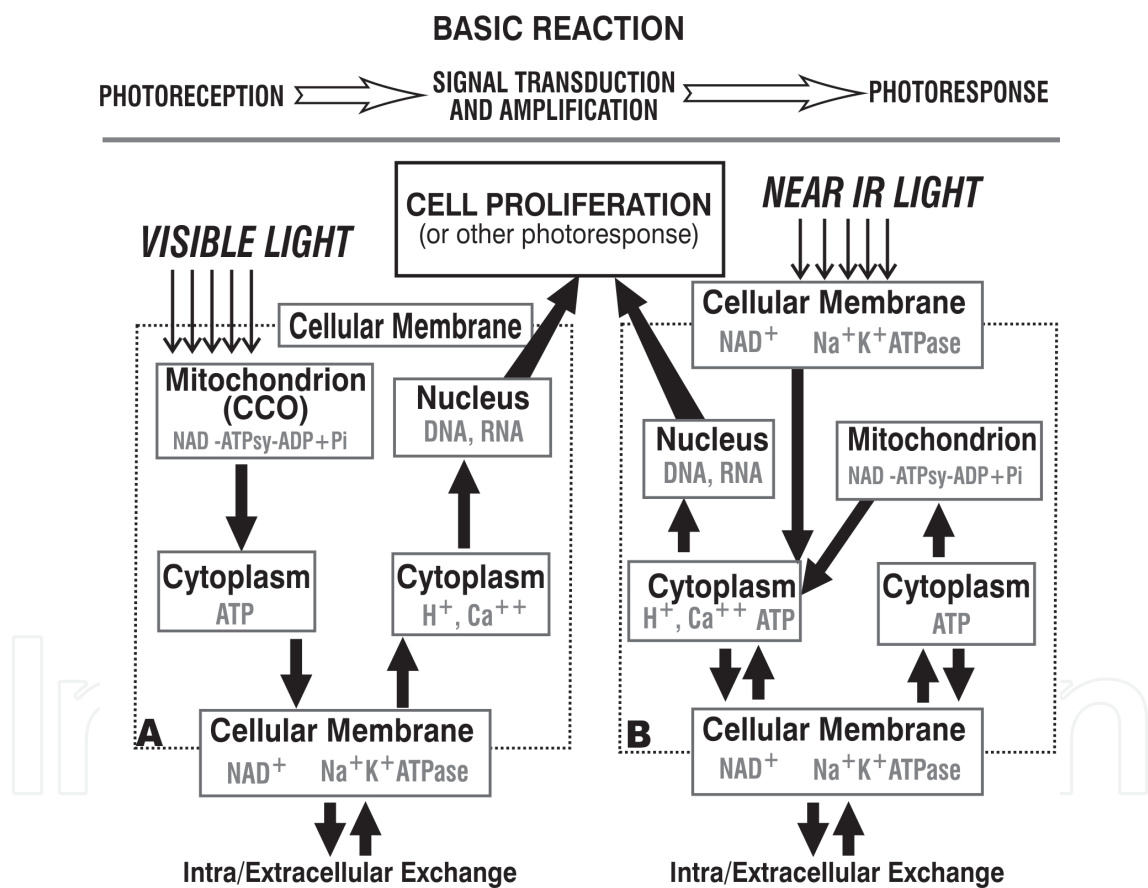 BASIC REACTION
PHOTORECEPTION
SIGNAL TRANSDUCTION
AND AMPLIFICATION
PHOTORESPONSE
CELL PROLIFERATION
(or other photoresponse)
VISIBLE LIGHT
Cellular Membrane
Mitochondrion
(CCO)
NAD -ATPsy-ADP+Pi
Nucleus
DNA, RNA
Cytoplasm
ATP
Cytoplasm
H+, Ca++
A
Cellular Membrane
NAD+ Na+K+ATPase
Intra/Extracellular Exchange
NEAR IR LIGHT
Cellular Membrane
NAD+ Na+K+ATPase
Nucleus
DNA, RNA
Mitochondrion
NAD -ATPsy-ADP+Pi
Cytoplasm
H+, Ca++ ATP
Cytoplasm
ATP
B
Cellular Membrane
NAD+ Na+K+ATPase
Intra/Extracellular Exchange